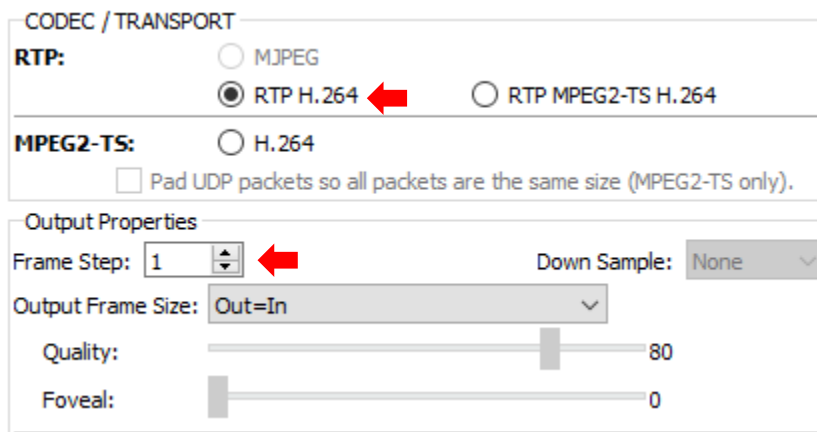 CODEC / TRANSPORT
RTP: MJPEG
RTP H.264 RTP MPEG2-TS H.264
MPEG2-TS: H.264
Pad UDP packets so all packets are the same size (MPEG2-TS only).
Output Properties
Frame Step: 1 Down Sample: None
Output Frame Size: Out=In
Quality: 80
Foveal: 0